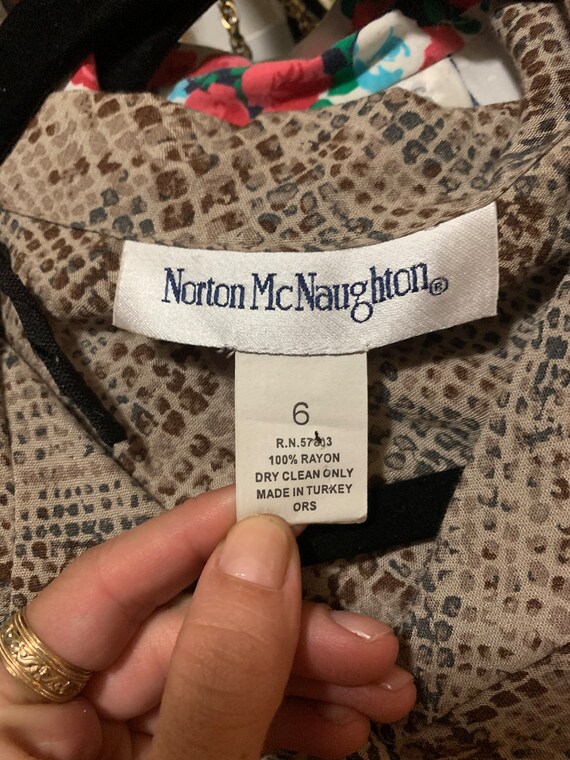 Norton McNaughton®
6
100% RAYON
DRY CLEAN ONLY
MADE IN TURKEY
ORS